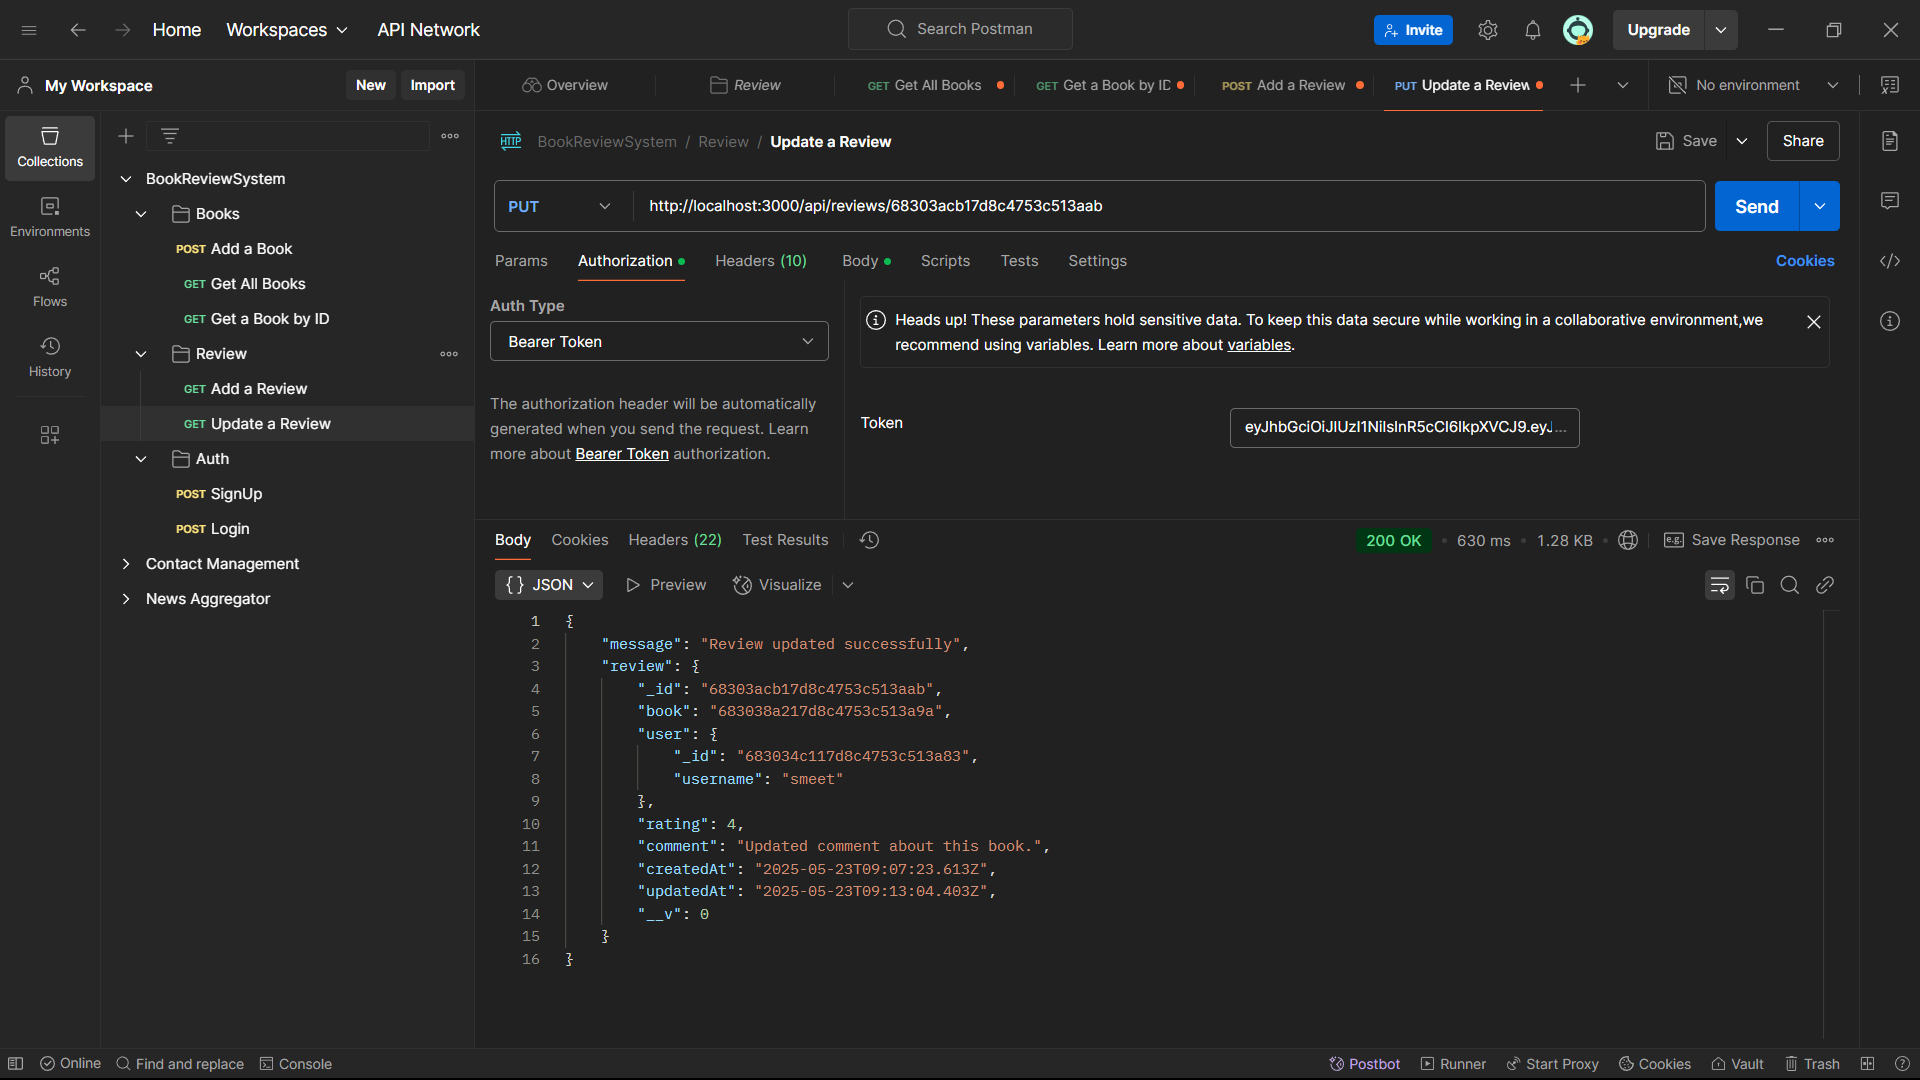 Home Workspaces API Network Search Postman Invite Upgrade
My Workspace New Import
Overview Review GET Get All Books GET Get a Book by ID POST Add a Review PUT Update a Review No environment
Collections
Environments
Flows
History
BookReviewSystem
Books
POST Add a Book
GET Get All Books
GET Get a Book by ID
Review
GET Add a Review
GET Update a Review
Auth
POST SignUp
POST Login
Contact Management
News Aggregator
HTTP BookReviewSystem / Review / Update a Review Save Share
PUT http://localhost:3000/api/reviews/68303acb17d8c4753c513aab Send
Params Authorization Headers (10) Body Scripts Tests Settings Cookies
Auth Type
Bearer Token
The authorization header will be automatically
generated when you send the request. Learn
more about Bearer Token authorization.
Heads up! These parameters hold sensitive data. To keep this data secure while working in a collaborative environment,we
recommend using variables. Learn more about variables.
Token
Body Cookies Headers (22) Test Results 200 OK 630 ms 1.28 KB e.g. Save Response
{} JSON Preview Visualize
1 {
2 "message": "Review updated successfully",
3 "review": {
4 "_id": "68303acb17d8c4753c513aab",
5 "book": "683038a217d8c4753c513a9a",
6 "user": {
7 "_id": "683034c117d8c4753c513a83",
8 "username": "smeet"
9 },
10 "rating": 4,
11 "comment": "Updated comment about this book.",
12 "createdAt": "2025-05-23T09:07:23.613Z",
13 "updatedAt": "2025-05-23T09:13:04.403Z",
14 "__v": 0
15 }
16 }
Online Find and replace Console Postbot Runner Start Proxy Cookies Vault Trash